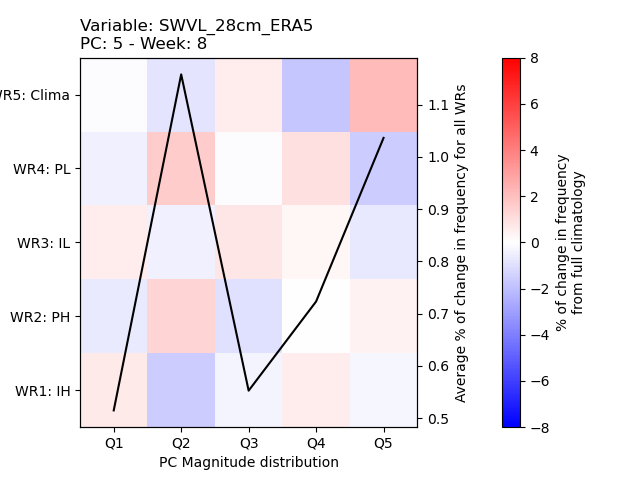 Variable: SWVL_28cm_ERA5
PC: 5 - Week: 8
WR5: Clima
WR4: PL
WR3: IL
WR2: PH
WR1: IH
Q1 Q2 Q3 Q4 Q5
PC Magnitude distribution
1.1
1.0
0.9
0.8
0.7
0.6
0.5
Average % of change in frequency for all WRs
8
6
4
2
0
−2
−4
−6
−8
% of change in frequency
from full climatology